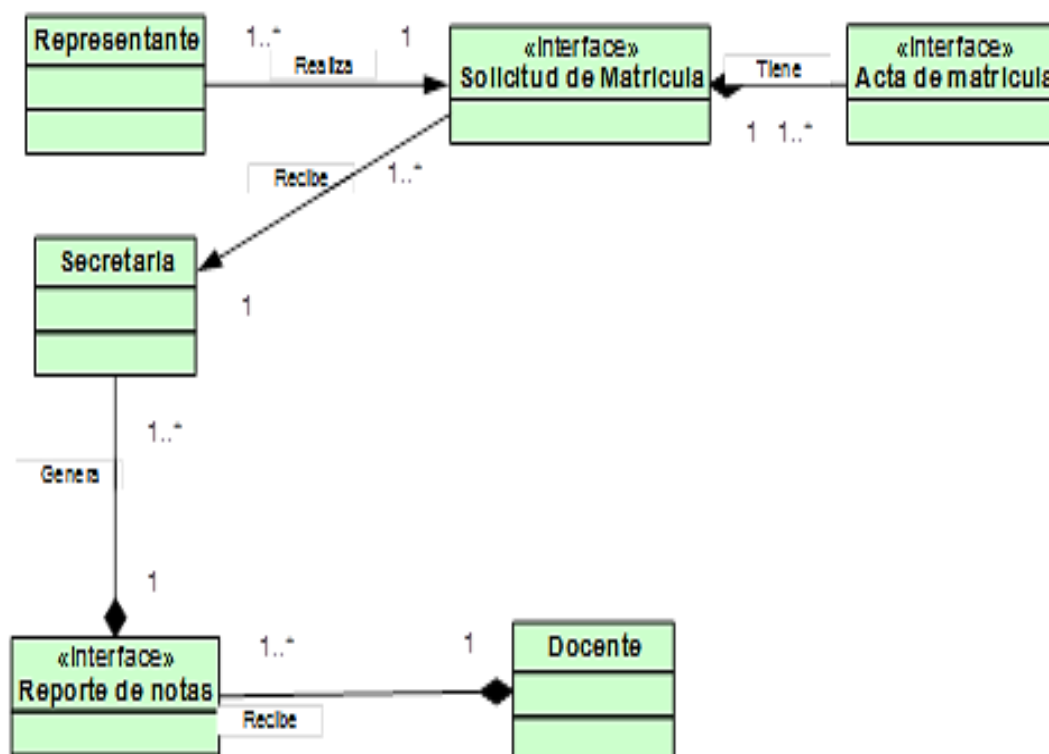 Representante
1..*
1
Realiza
«Interface»
Solicitud de Matricula
Tiene
«Interface»
Acta de matricula
1 1..*
Recibe
1..*
Secretaria
1
1..*
Genera
1
«Interface»
Reporte de notas
1..*
1
Recibe
Docente